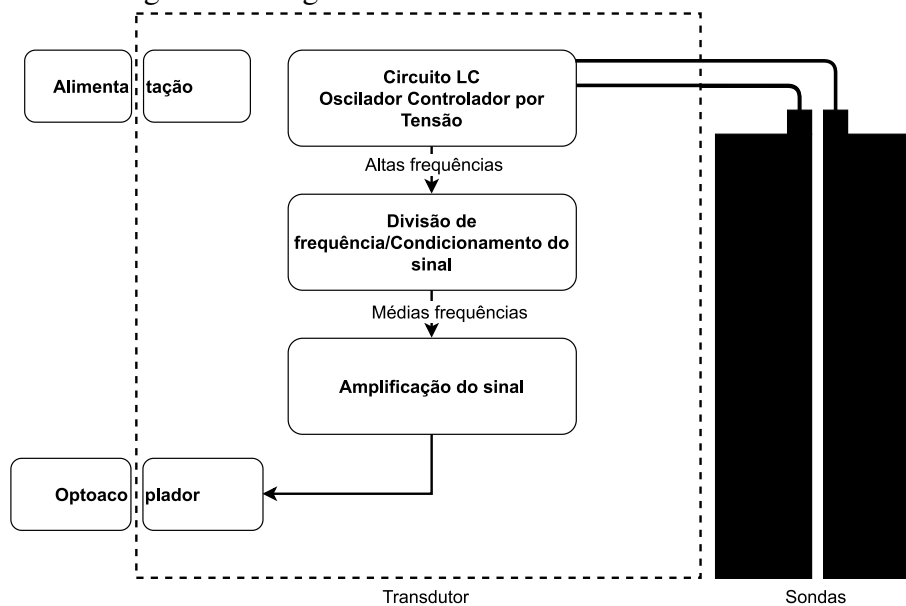 Alimenta tação
Circuito LC
Oscilador Controlador por
Tensão
Altas frequências
Divisão de
frequência/Condicionamento do
sinal
Médias frequências
Amplificação do sinal
Optoaco plador
Transdutor
Sondas